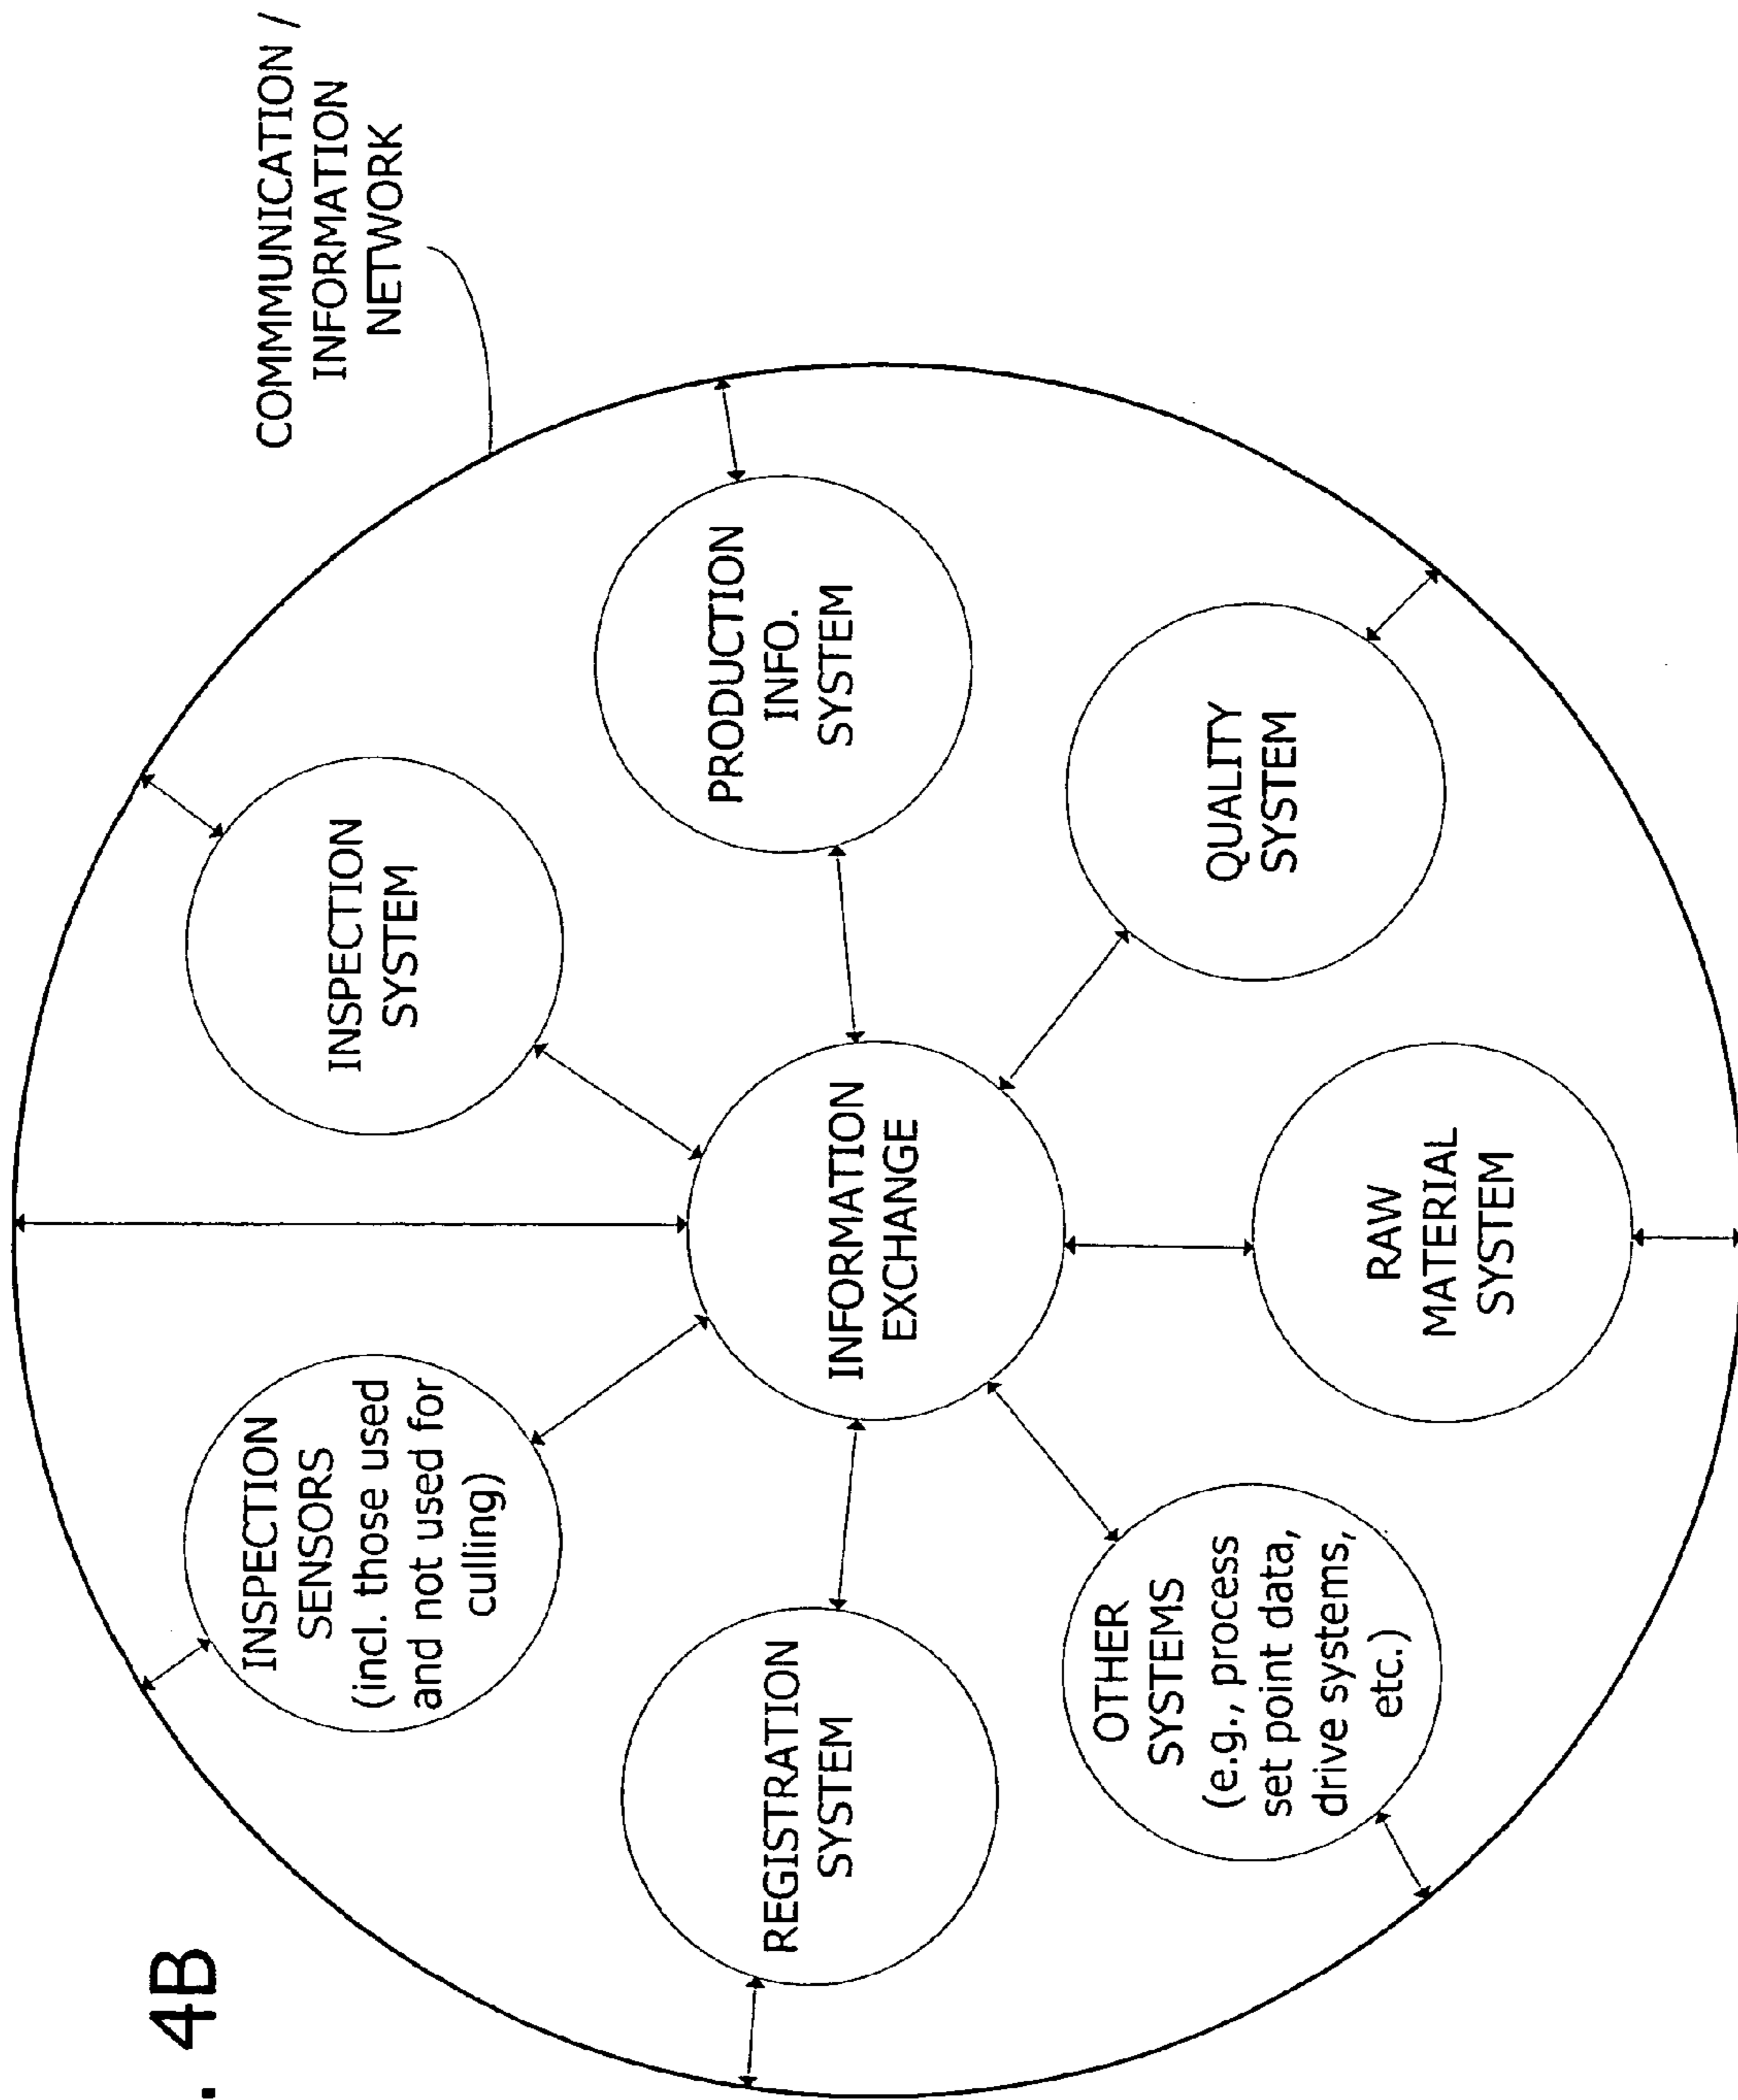 . 4B
COMMMUNICATION /
INFORMATION
NETWORK
INSPECTION
SENSORS
(incl. those used
and not used for
culling)
INSPECTION
SYSTEM
REGISTRATION
SYSTEM
PRODUCTION
INFO.
SYSTEM
INFORMATION
EXCHANGE
OTHER
SYSTEMS
(e.g., process
set point data,
drive systems,
etc.)
QUALITY
SYSTEM
RAW
MATERIAL
SYSTEM